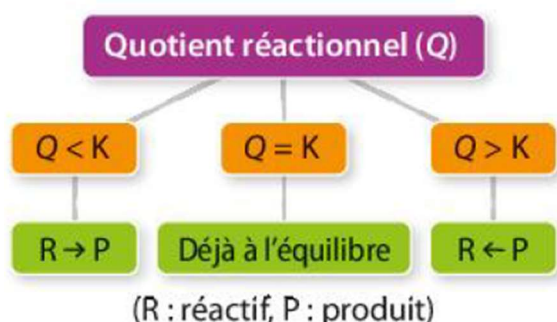 Quotient réactionnel (Q)
Q < K
Q = K
Q > K
R → P
Déjà à l'équilibre
R ← P
(R : réactif, P : produit)